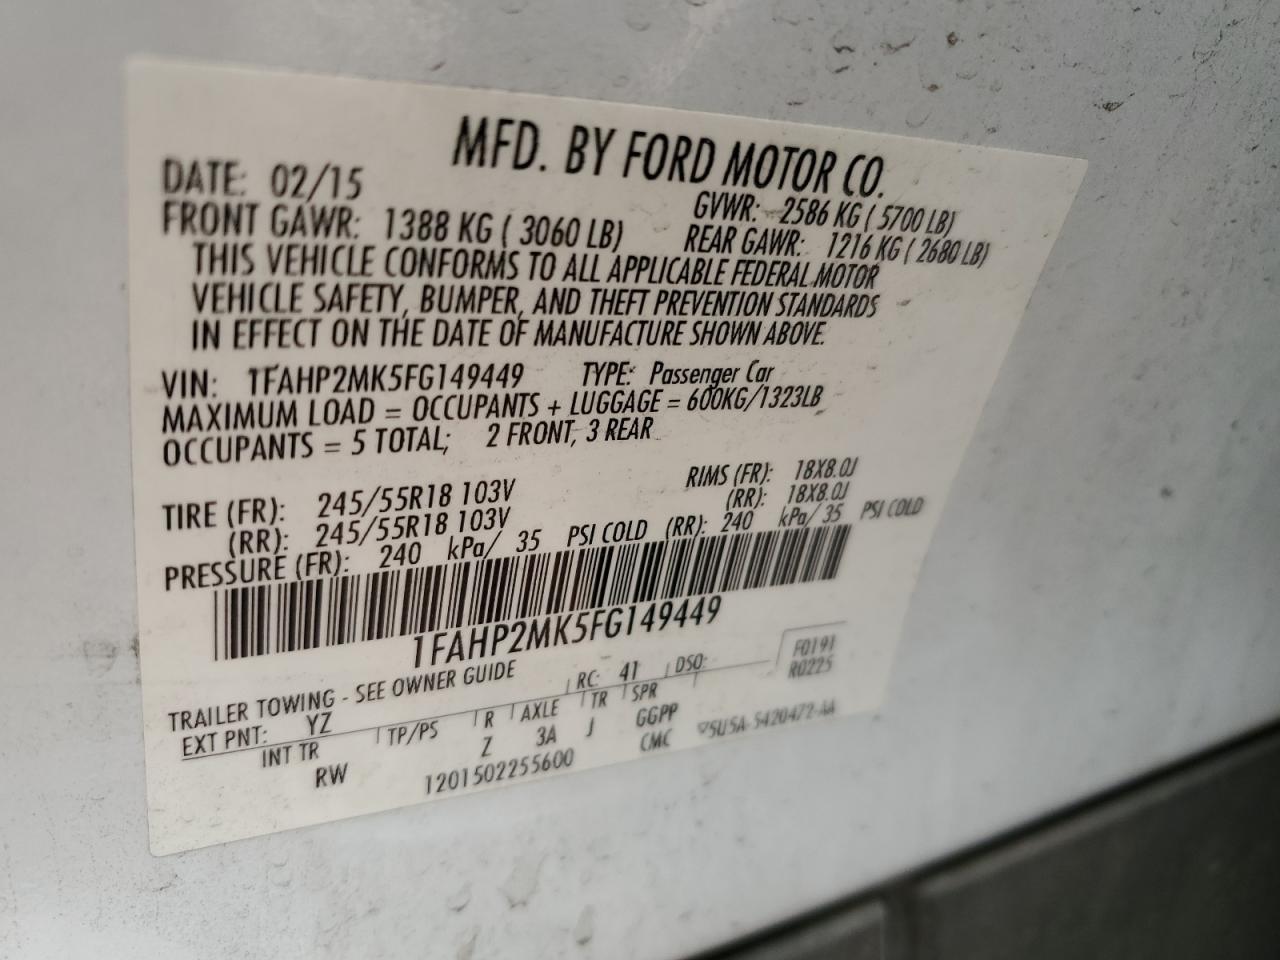 MFD. BY FORD MOTOR CO.
DATE: 02/15 GVWR: 2586 KG ( 5700 LB)
FRONT GAWR: 1388 KG ( 3060 LB) REAR GAWR: 1216 KG ( 2680 LB)
THIS VEHICLE CONFORMS TO ALL APPLICABLE FEDERAL MOTOR
VEHICLE SAFETY, BUMPER, AND THEFT PREVENTION STANDARDS
IN EFFECT ON THE DATE OF MANUFACTURE SHOWN ABOVE.
VIN: 1FAHP2MK5FG149449 TYPE: Passenger Car
MAXIMUM LOAD = OCCUPANTS + LUGGAGE = 600KG/1323LB
OCCUPANTS = 5 TOTAL; 2 FRONT, 3 REAR
TIRE (FR): 245/55R18 103V RIMS (FR): 18X8.0J
(RR): 245/55R18 103V (RR): 18X8.0J
PRESSURE (FR): 240 kPa/ 35 PSI COLD (RR): 240 kPa/ 35 PSI COLD
1FAHP2MK5FG149449
TRAILER TOWING - SEE OWNER GUIDE F0191
EXT PNT: YZ RC: 41 DSO: R0225
INT TR TP/PS R AXLE TR SPR
RW Z 3A J GGPP
1201502255600 CMC 5U5A-5420472-AA